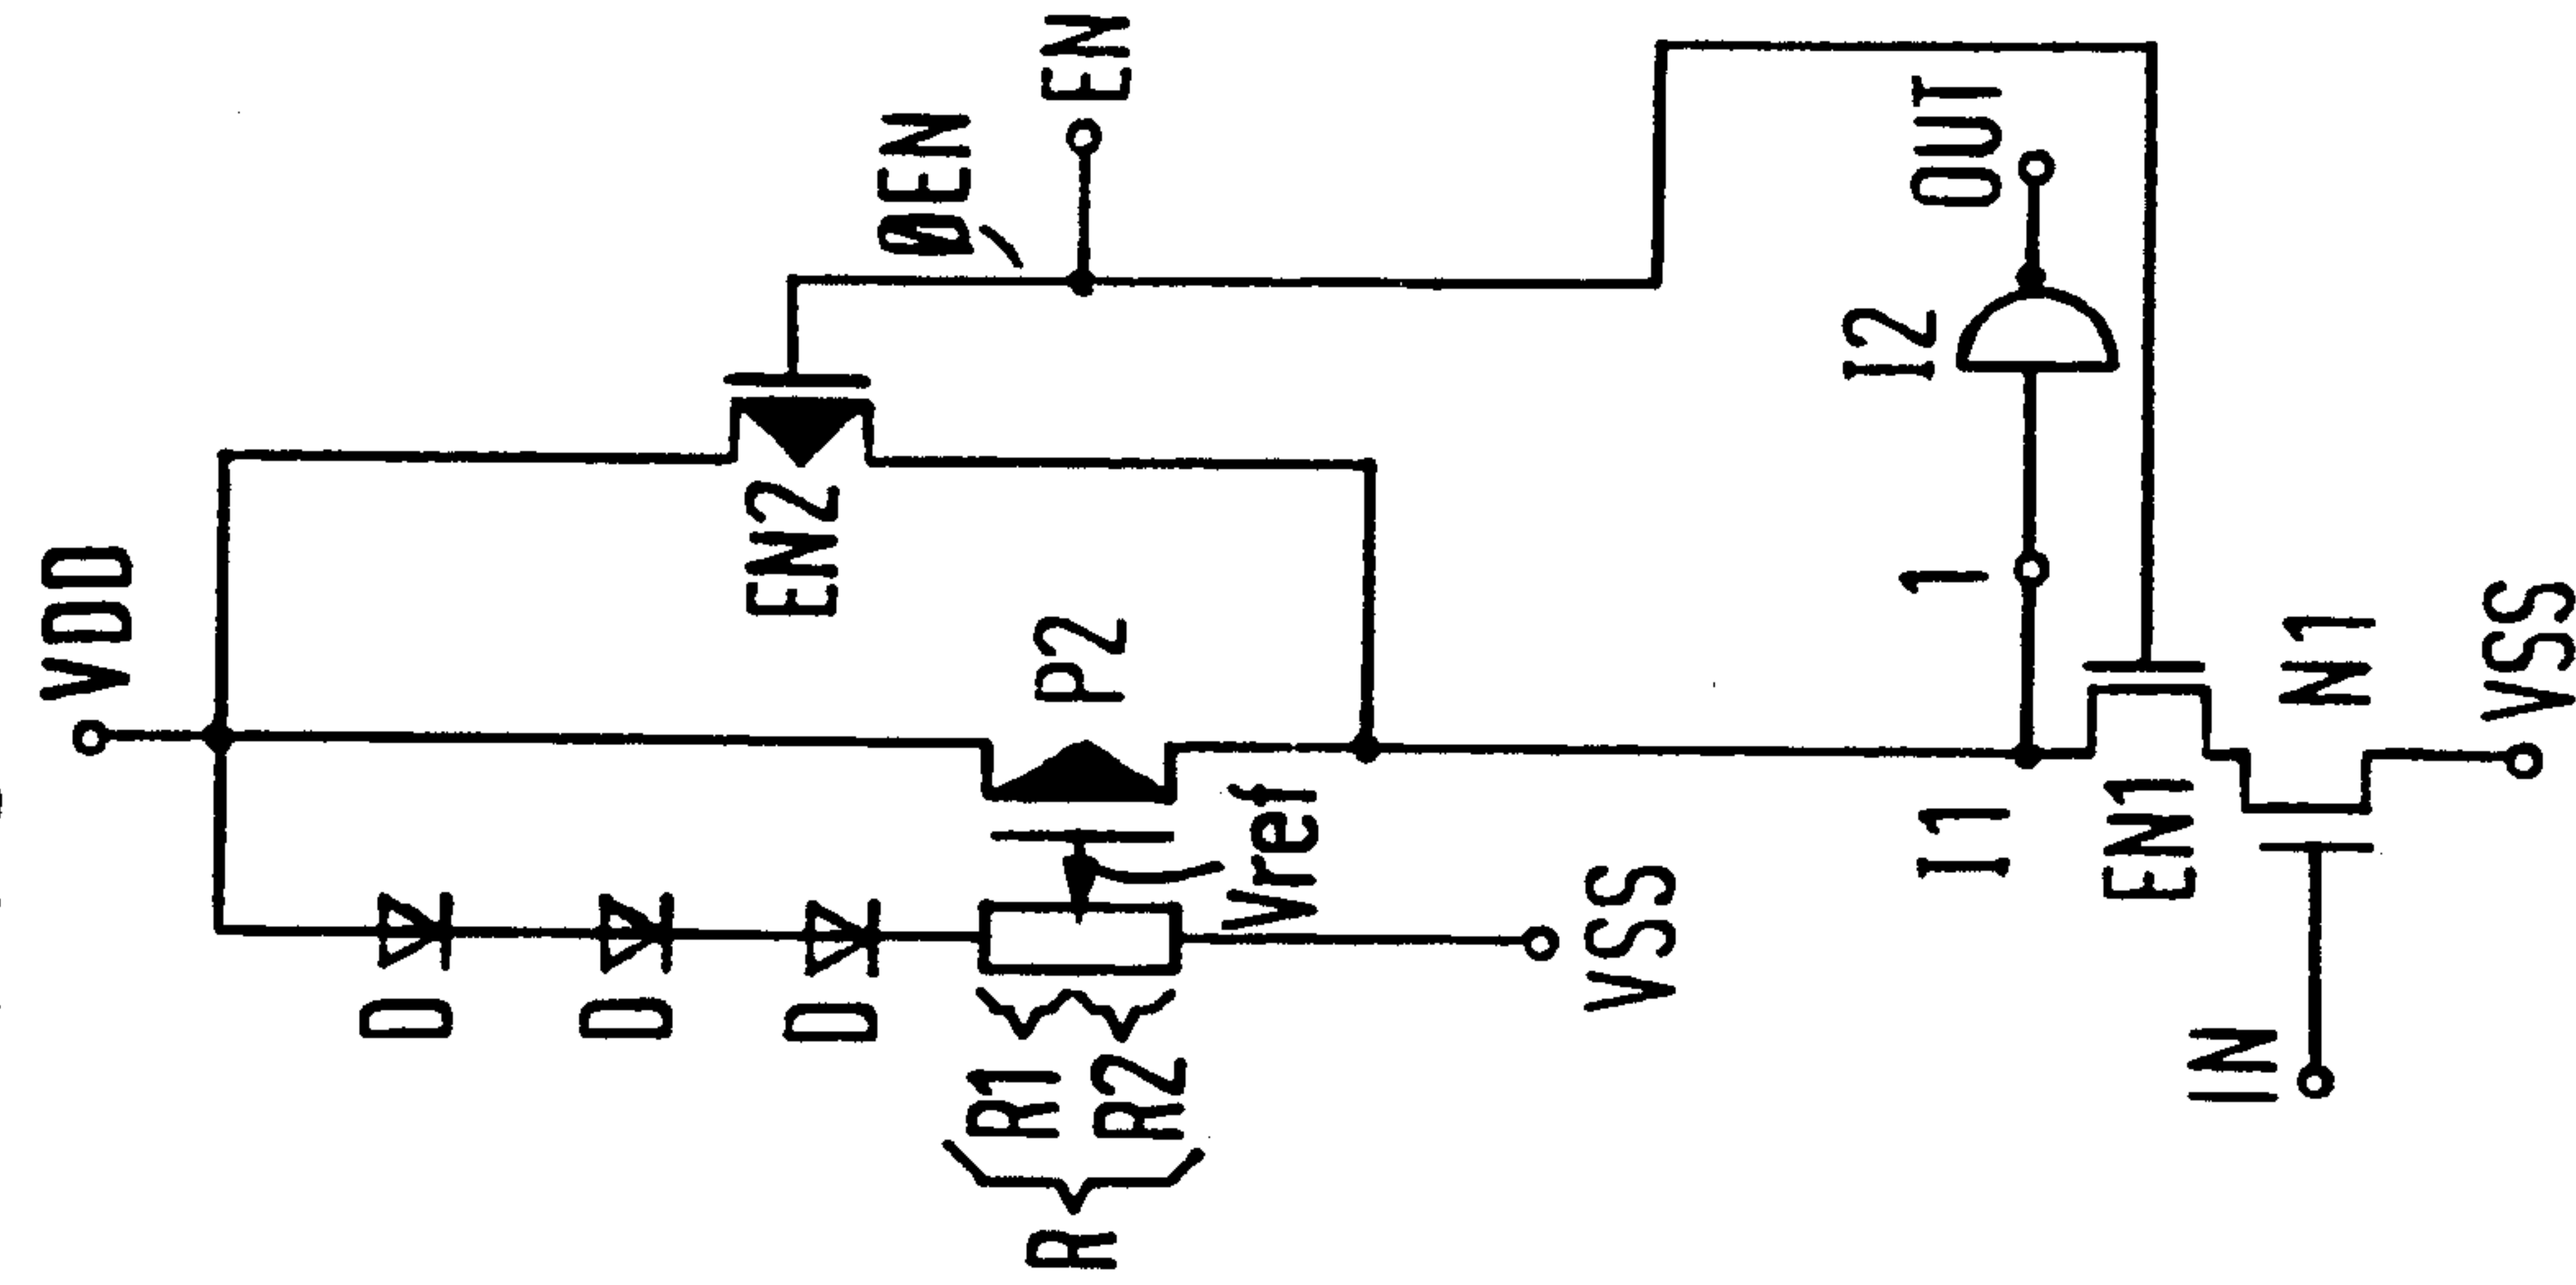 VDD
D
D
D
R
R1
R2
P2
Vref
VSS
EN2
ØEN
EN
I1
1
I2
OUT
EN1
IN
N1
VSS